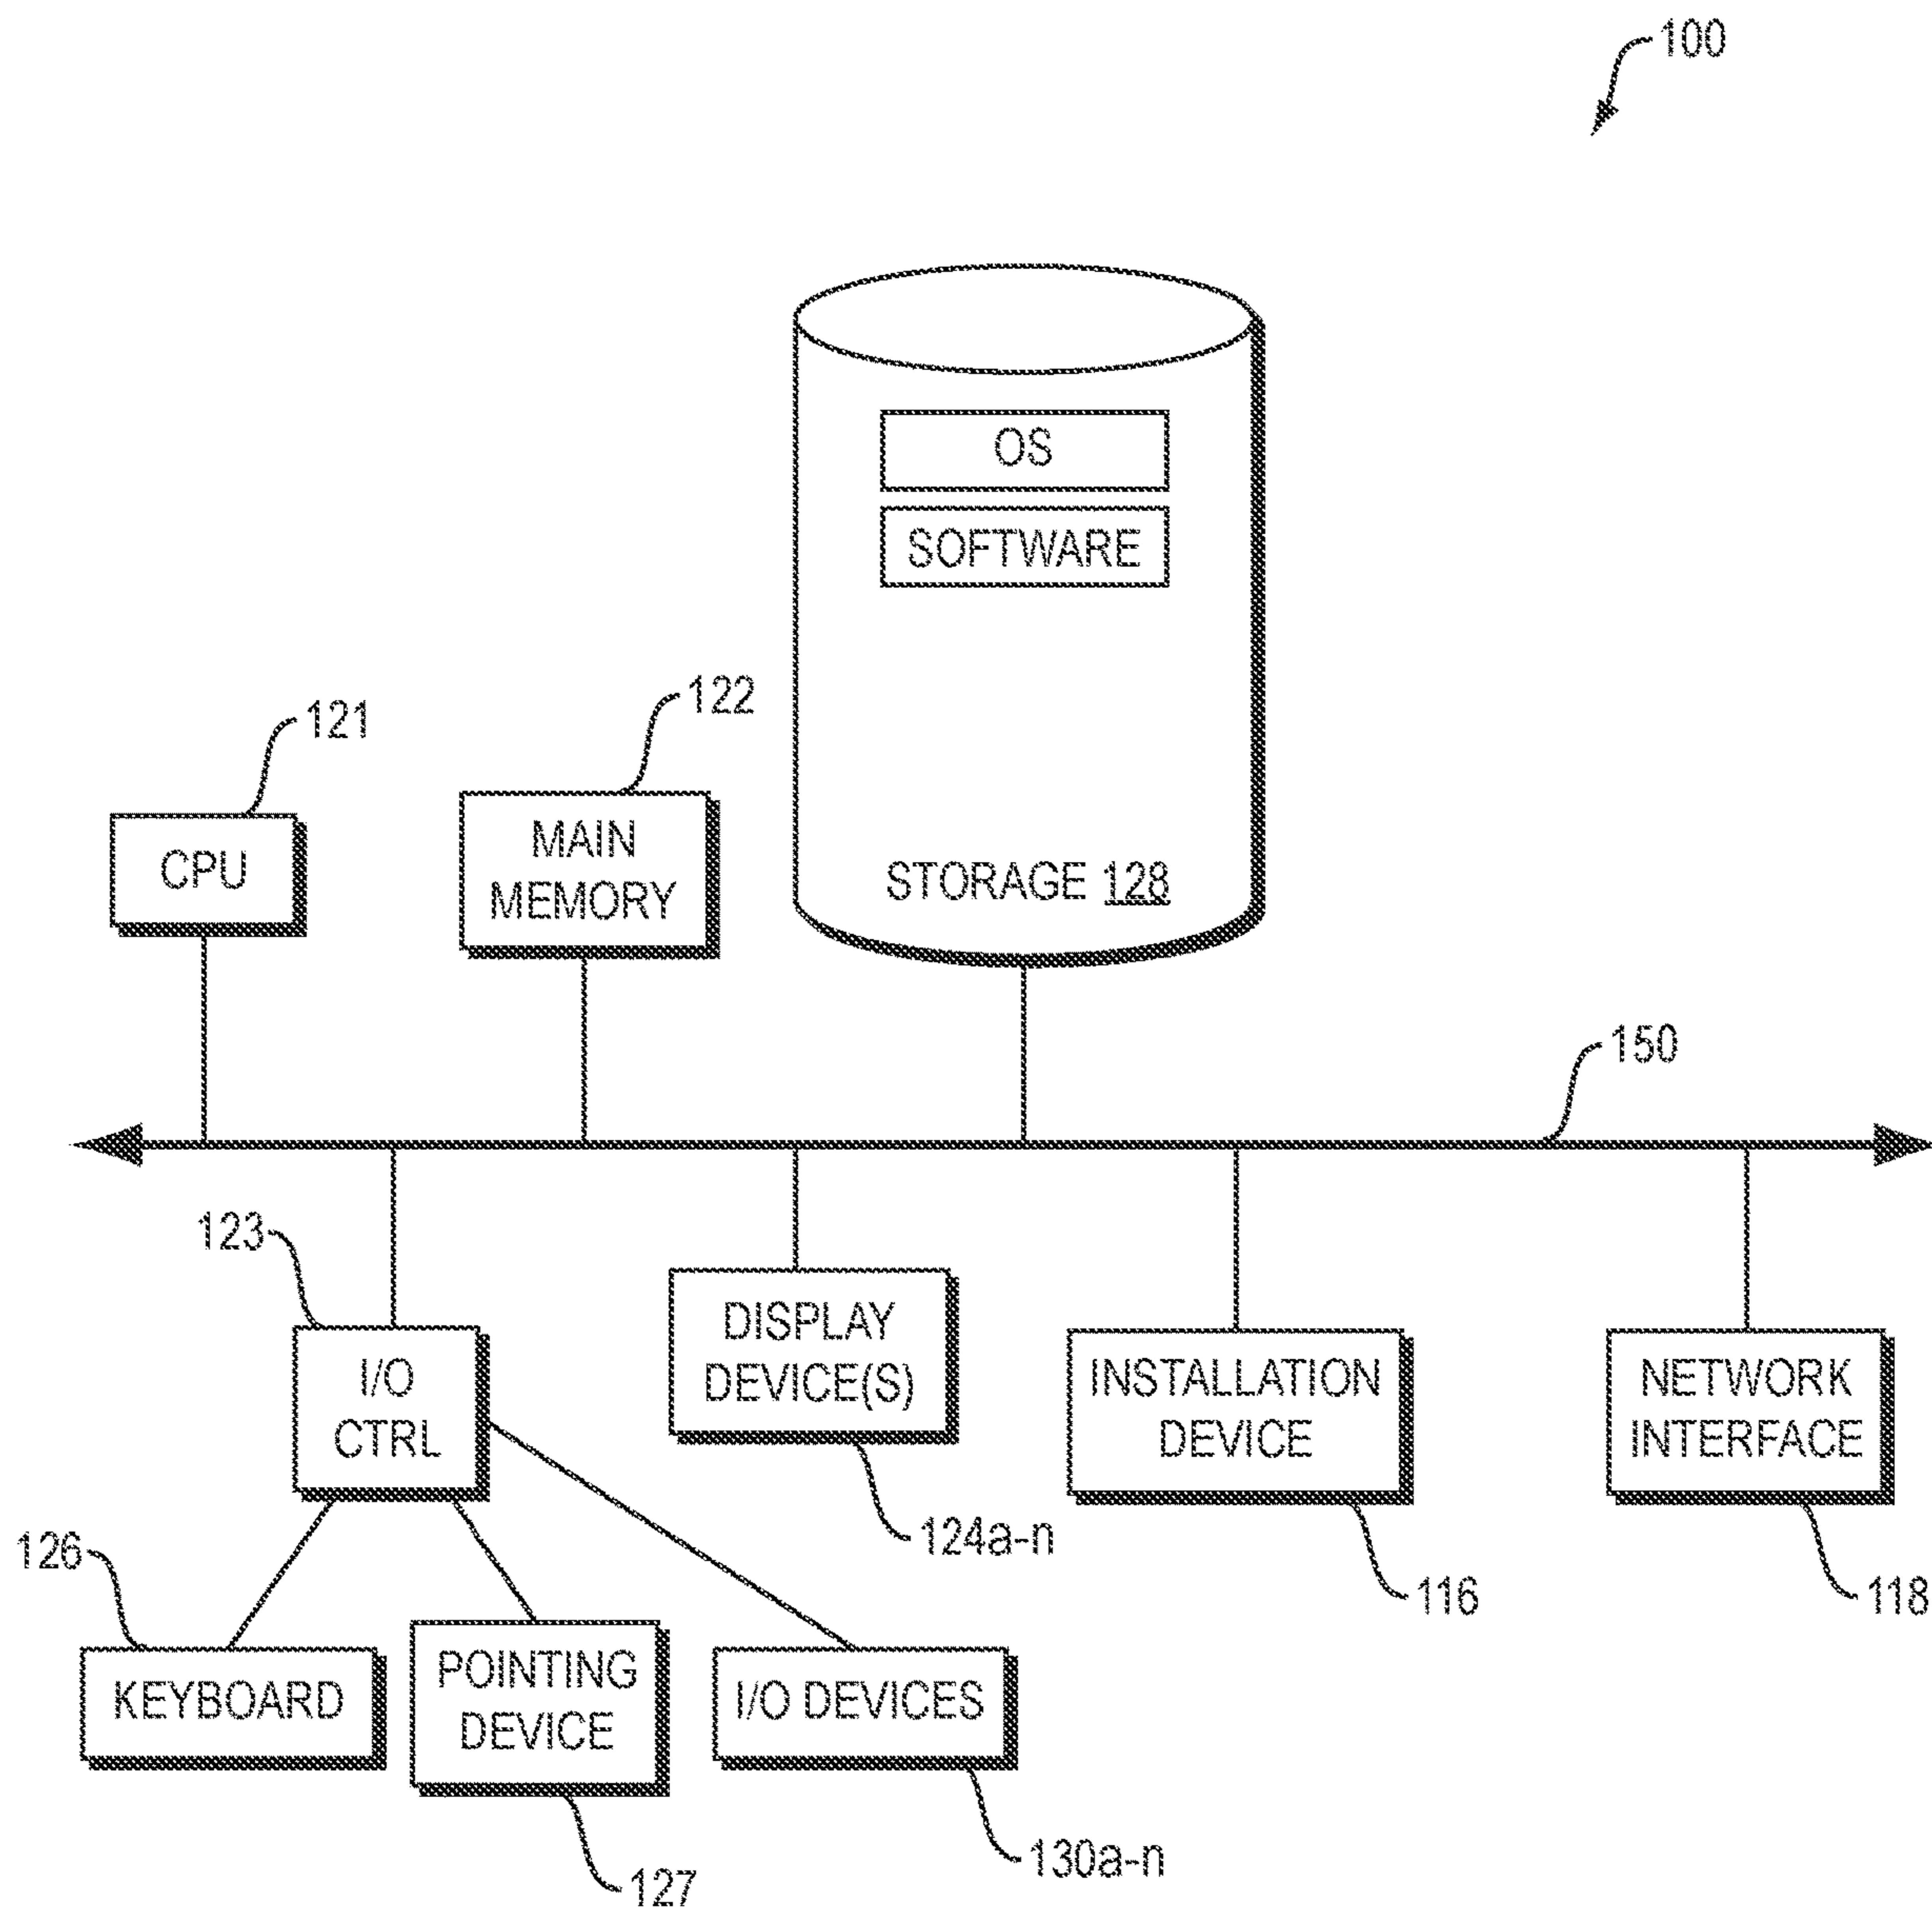 100
OS
SOFTWARE
122
121
MAIN
MEMORY
CPU
STORAGE 128
150
123
DISPLAY
DEVICE(S)
I/O
CTRL
INSTALLATION
DEVICE
NETWORK
INTERFACE
124a-n
126
116
118
KEYBOARD
POINTING
DEVICE
I/O DEVICES
130a-n
127